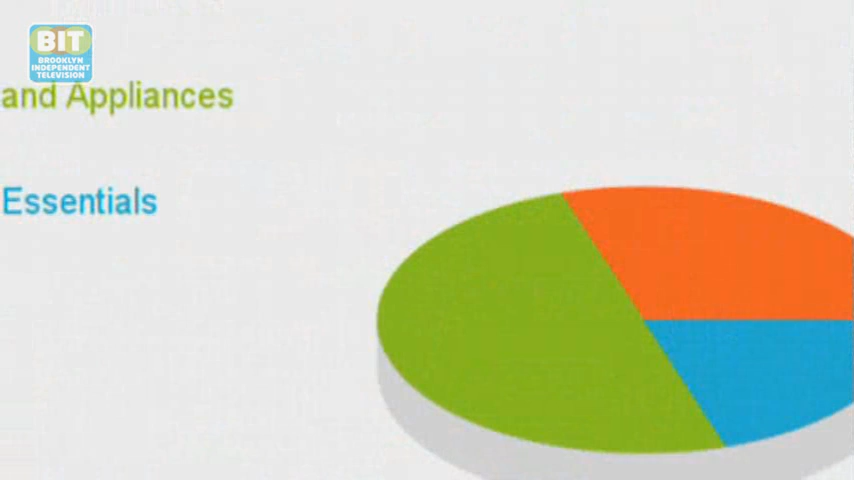 BIT
BROOKLYN
INDEPENDENT
TELEVISION
and Appliances
Essentials